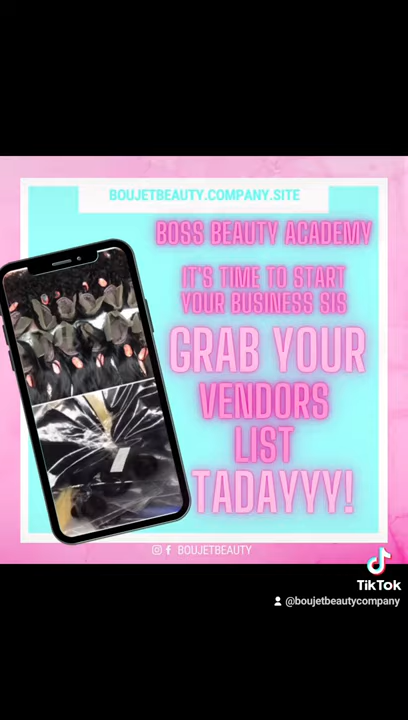 BOUJETBEAUTY.COMPANY.SITE
BOSS BEAUTY ACADEMY
IT'S TIME TO START
YOUR BUSINESS SIS
GRAB YOUR
VENDORS
LIST
TADAYYY!
BOUJETBEAUTY
TikTok
@boujetbeautycompany